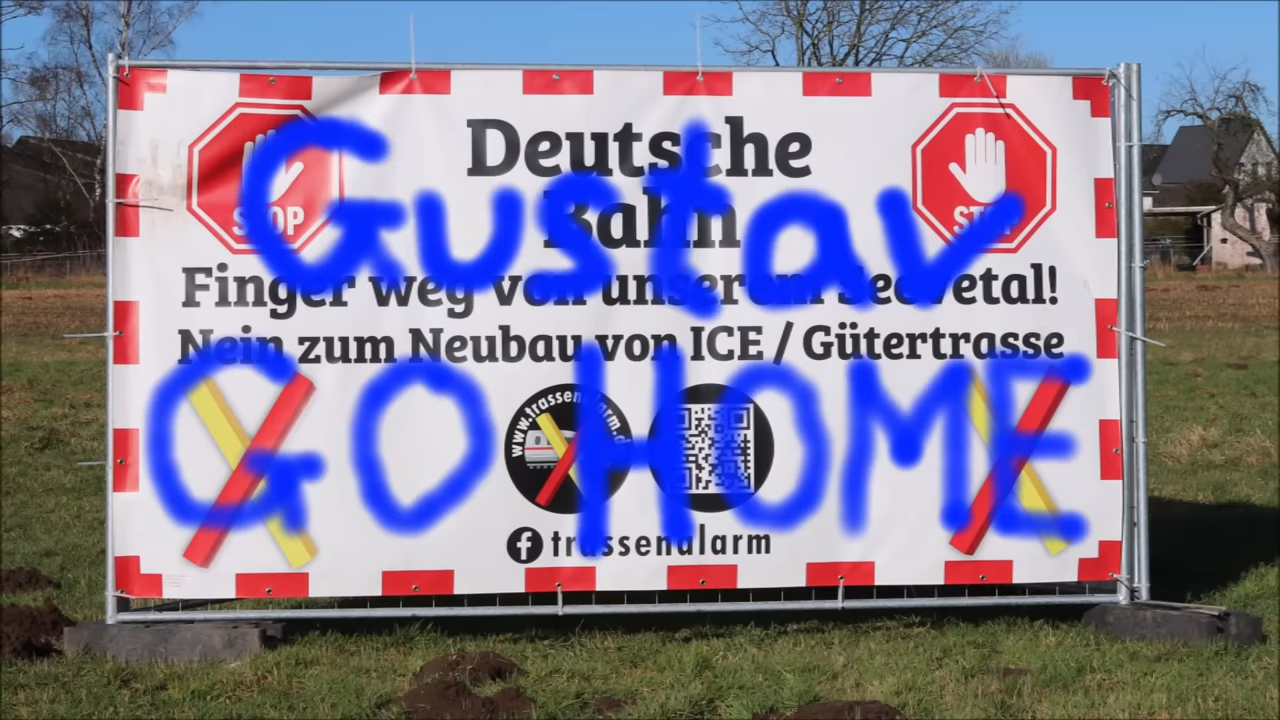 STOP
Deutsche
STOP
Gustav
Bahn
Finger weg von unserem Seevetal!
Nein zum Neubau von ICE / Gütertrasse
GO HOME
www.trassenalarm.d
trassenalarm